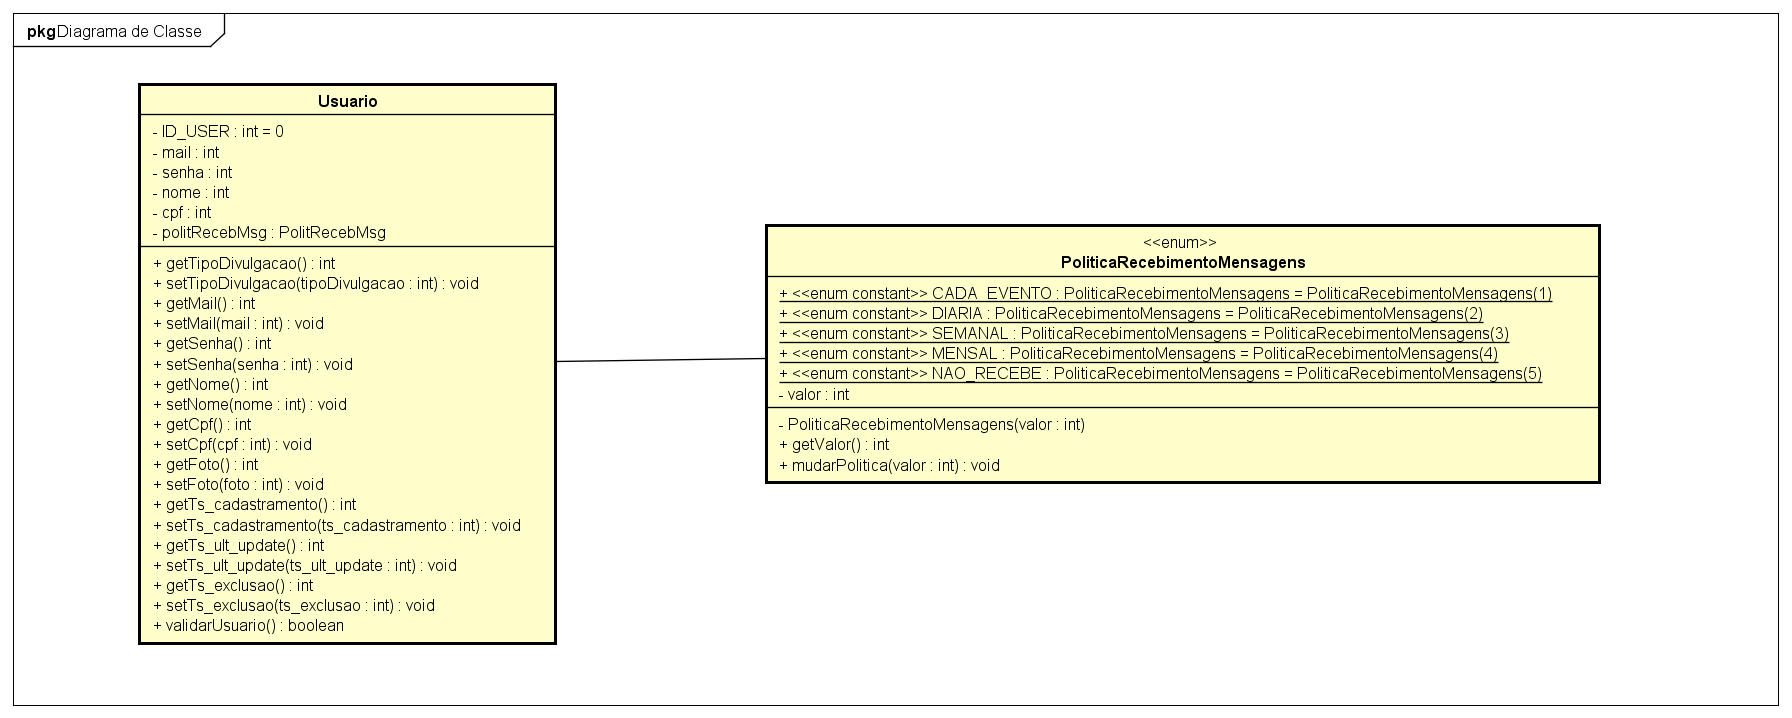 pkg Diagrama de Classe
Usuario
- ID_USER : int = 0
- mail : int
- senha : int
- nome : int
- cpf : int
- politRecebMsg : PolitRecebMsg
+ getTipoDivulgacao() : int
+ setTipoDivulgacao(tipoDivulgacao : int) : void
+ getMail() : int
+ setMail(mail : int) : void
+ getSenha() : int
+ setSenha(senha : int) : void
+ getNome() : int
+ setNome(nome : int) : void
+ getCpf() : int
+ setCpf(cpf : int) : void
+ getFoto() : int
+ setFoto(foto : int) : void
+ getTs_cadastramento() : int
+ setTs_cadastramento(ts_cadastramento : int) : void
+ getTs_ult_update() : int
+ setTs_ult_update(ts_ult_update : int) : void
+ getTs_exclusao() : int
+ setTs_exclusao(ts_exclusao : int) : void
+ validarUsuario() : boolean
<<enum>>
PoliticaRecebimentoMensagens
+ <<enum constant>> CADA_EVENTO : PoliticaRecebimentoMensagens = PoliticaRecebimentoMensagens(1)
+ <<enum constant>> DIARIA : PoliticaRecebimentoMensagens = PoliticaRecebimentoMensagens(2)
+ <<enum constant>> SEMANAL : PoliticaRecebimentoMensagens = PoliticaRecebimentoMensagens(3)
+ <<enum constant>> MENSAL : PoliticaRecebimentoMensagens = PoliticaRecebimentoMensagens(4)
+ <<enum constant>> NAO_RECEBE : PoliticaRecebimentoMensagens = PoliticaRecebimentoMensagens(5)
- valor : int
- PoliticaRecebimentoMensagens(valor : int)
+ getValor() : int
+ mudarPolitica(valor : int) : void